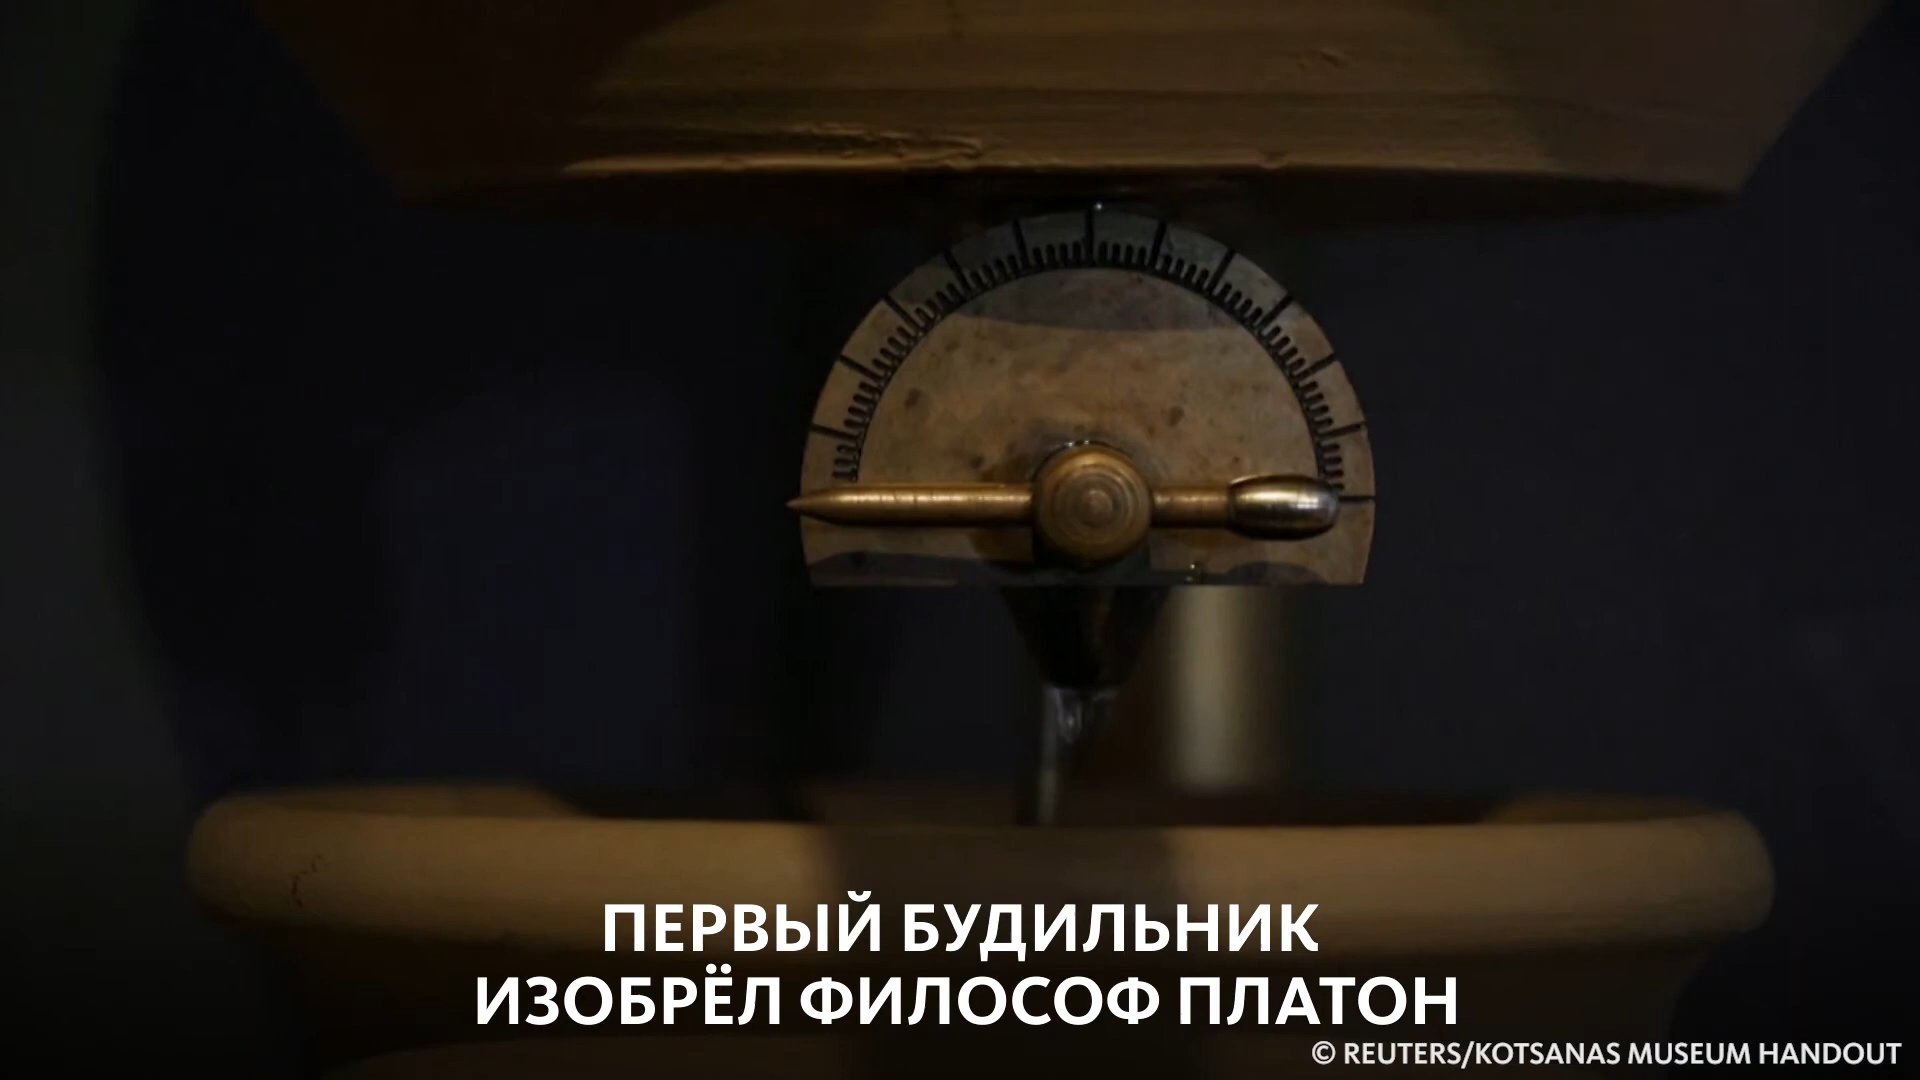 ПЕРВЫЙ БУДИЛЬНИК
ИЗОБРЁЛ ФИЛОСОФ ПЛАТОН
© REUTERS/KOTSANAS MUSEUM HANDOUT